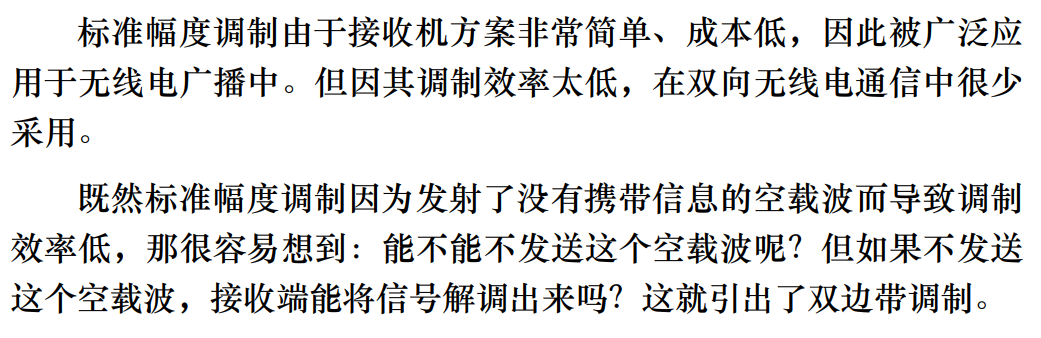 标准幅度调制由于接收机方案非常简单、成本低，因此被广泛应
用于无线电广播中。但因其调制效率太低，在双向无线电通信中很少
采用。
既然标准幅度调制因为发射了没有携带信息的空载波而导致调制
效率低，那很容易想到：能不能不发送这个空载波呢？但如果不发送
这个空载波，接收端能将信号解调出来吗？这就引出了双边带调制。